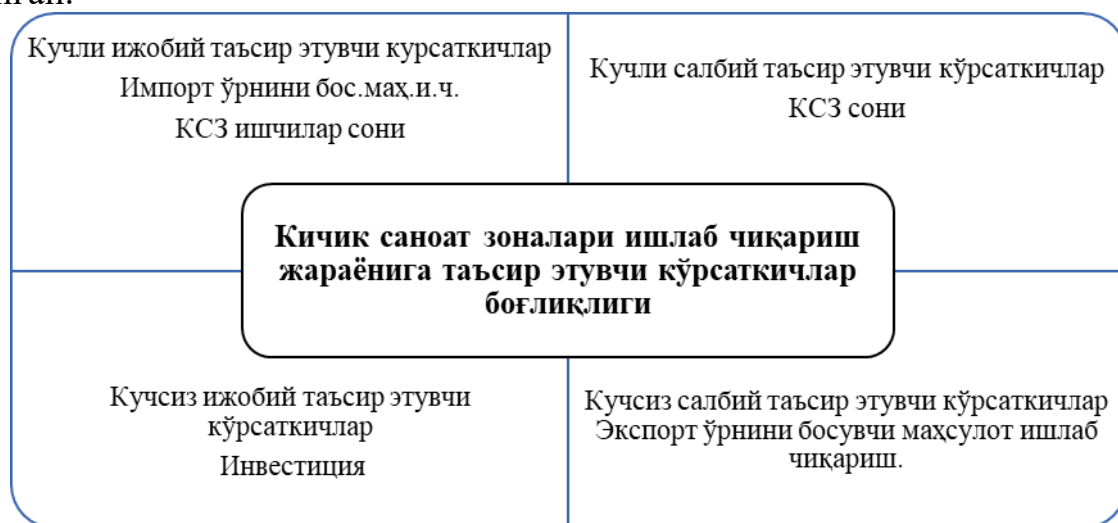 Кучли ижобий таъсир этувчи курсаткичлар
Импорт ўрнини бос.маҳ.и.ч.
КСЗ ишчилар сони
Кучли салбий таъсир этувчи кўрсаткичлар
КСЗ сони
Кичик саноат зоналари ишлаб чиқариш
жараёнига таъсир этувчи кўрсаткичлар
боғлиқлиги
Кучсиз ижобий таъсир этувчи
кўрсаткичлар
Инвестиция
Кучсиз салбий таъсир этувчи кўрсаткичлар
Экспорт ўрнини босувчи маҳсулот ишлаб
чиқариш.